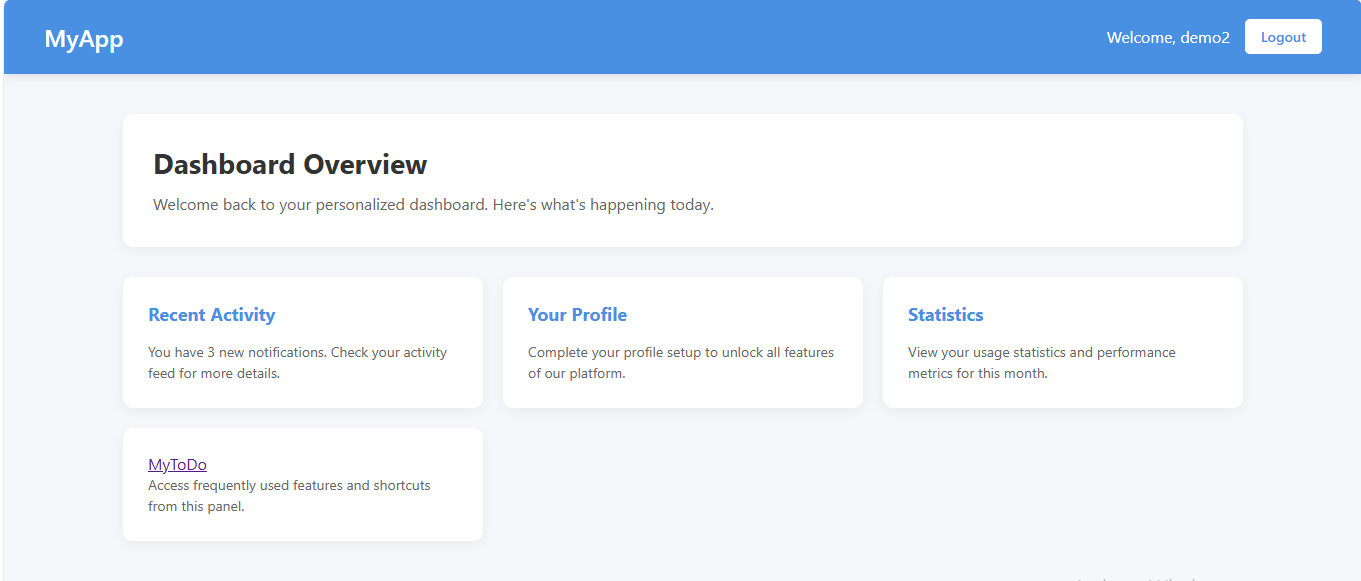 MyApp
Welcome, demo2
Logout
Dashboard Overview
Welcome back to your personalized dashboard. Here's what's happening today.
Recent Activity
You have 3 new notifications. Check your activity
feed for more details.
Your Profile
Complete your profile setup to unlock all features
of our platform.
Statistics
View your usage statistics and performance
metrics for this month.
MyToDo
Access frequently used features and shortcuts
from this panel.